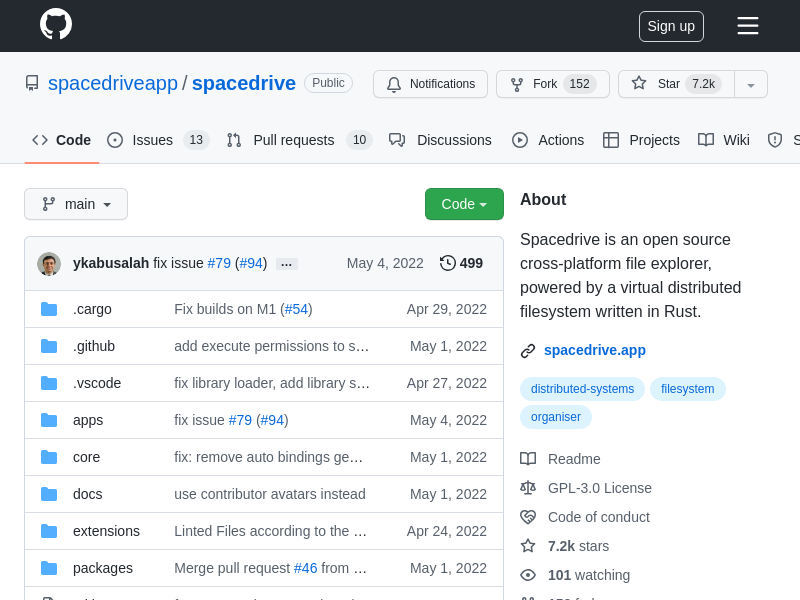 Sign up
spacedriveapp / spacedrive Public
Notifications
Fork 152
Star 7.2k
Code
Issues 13
Pull requests 10
Discussions
Actions
Projects
Wiki
main
Code
ykabusalah fix issue #79 (#94) ... May 4, 2022 499
.cargo Fix builds on M1 (#54) Apr 29, 2022
.github add execute permissions to s… May 1, 2022
.vscode fix library loader, add library s… Apr 27, 2022
apps fix issue #79 (#94) May 4, 2022
core fix: remove auto bindings ge… May 1, 2022
docs use contributor avatars instead May 1, 2022
extensions Linted Files according to the … Apr 24, 2022
packages Merge pull request #46 from … May 1, 2022
About
Spacedrive is an open source
cross-platform file explorer,
powered by a virtual distributed
filesystem written in Rust.
spacedrive.app
distributed-systems filesystem
organiser
Readme
GPL-3.0 License
Code of conduct
7.2k stars
101 watching